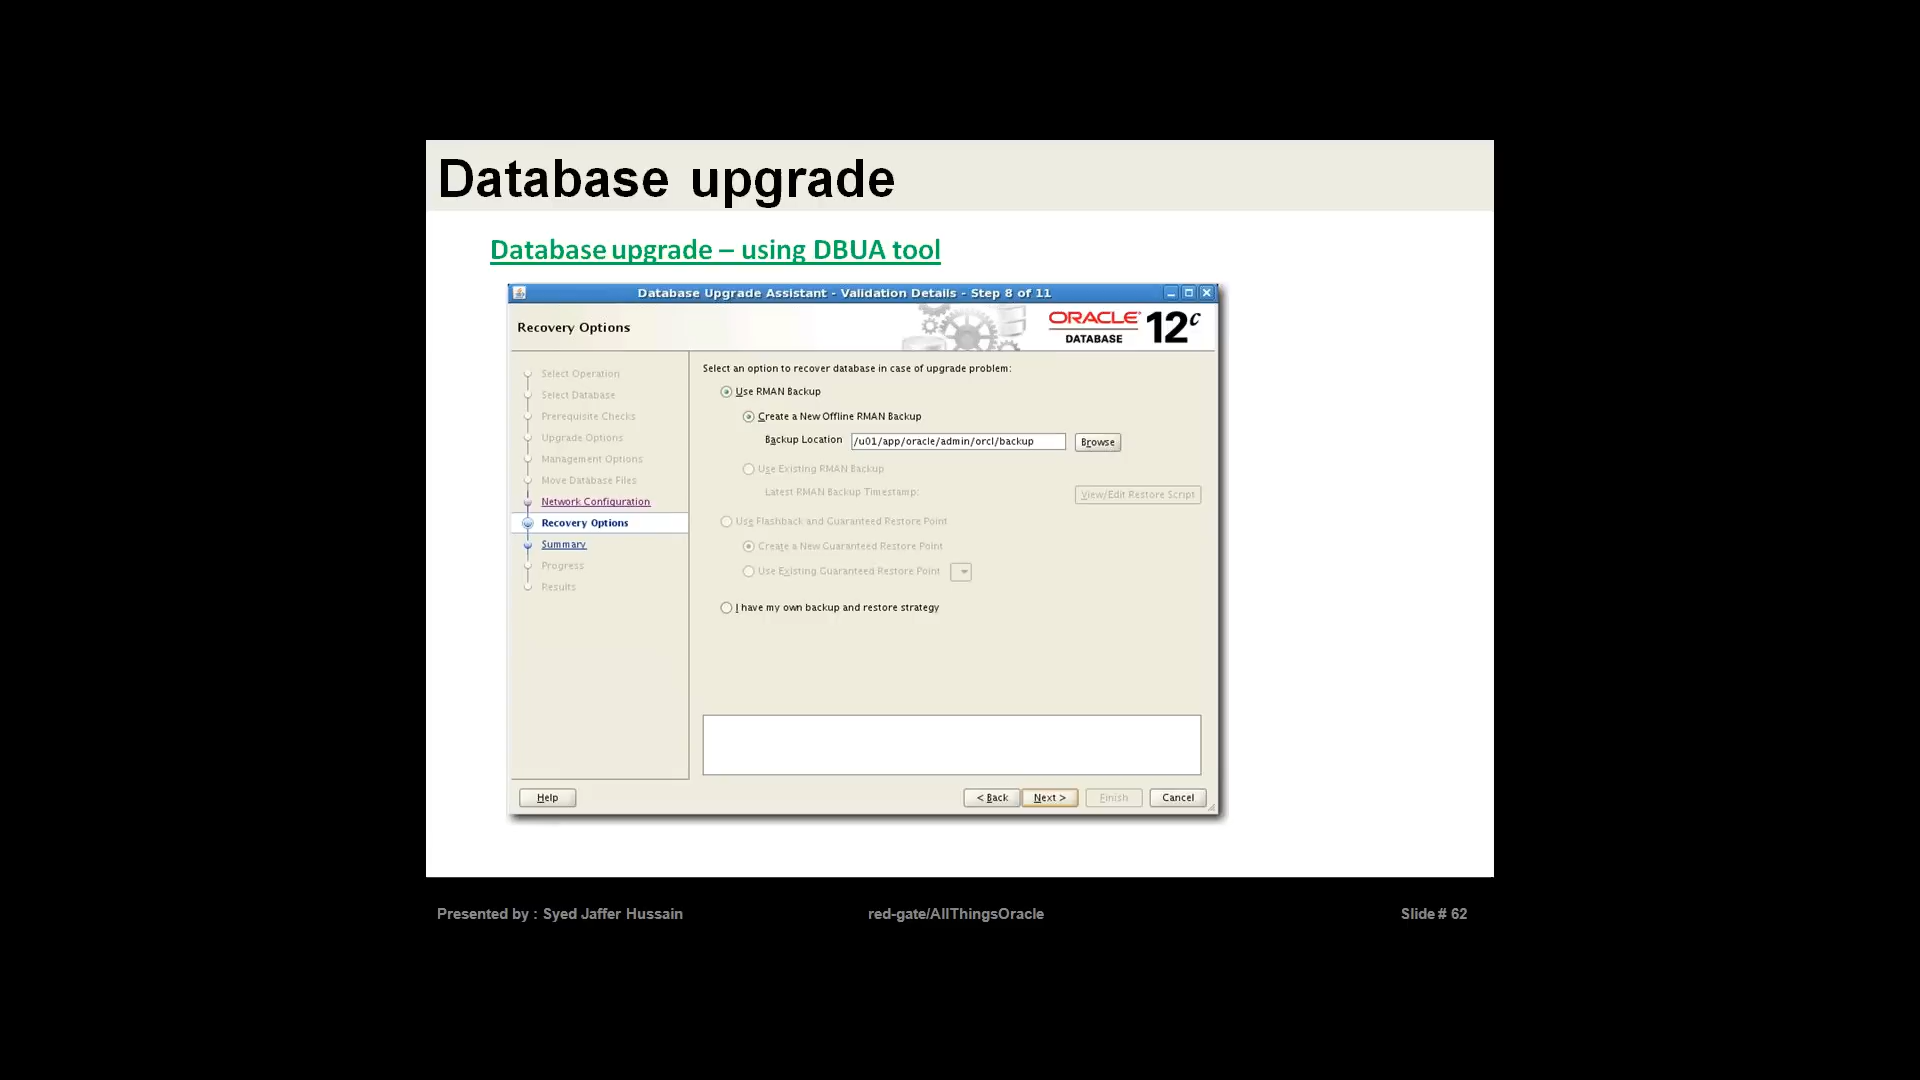 Database upgrade
Database upgrade – using DBUA tool
Database Upgrade Assistant - Validation Details - Step 8 of 11
Recovery Options
ORACLE
DATABASE
12c
Select Operation
Select Database
Prerequisite Checks
Upgrade Options
Management Options
Move Database Files
Network Configuration
Recovery Options
Summary
Progress
Results
Select an option to recover database in case of upgrade problem:
Use RMAN Backup
Create a New Offline RMAN Backup
Backup Location /u01/app/oracle/admin/orcl/backup Browse
Use Existing RMAN Backup
Latest RMAN Backup Timestamp: View/Edit Restore Script
Use Flashback and Guaranteed Restore Point
Create a New Guaranteed Restore Point
Use Existing Guaranteed Restore Point
I have my own backup and restore strategy
Help < Back Next > Finish Cancel
Presented by : Syed Jaffer Hussain red-gate/AllThingsOracle Slide # 62